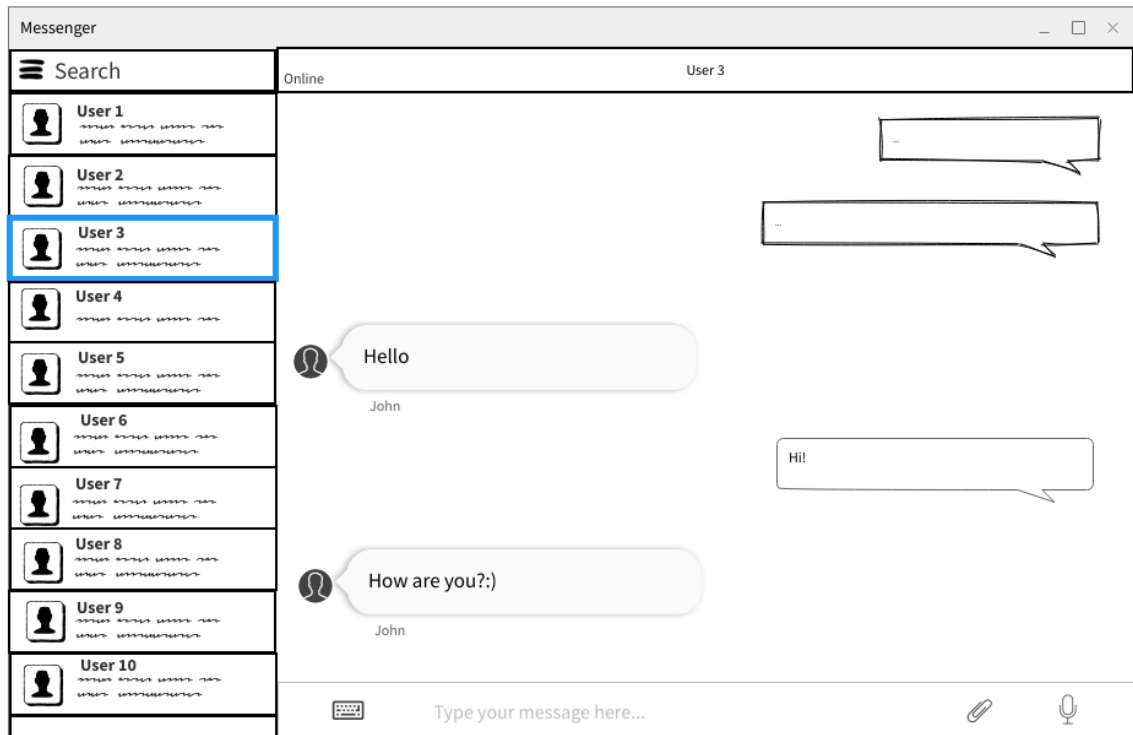 Messenger
Search
Online
User 3
User 1
User 2
User 3
User 4
User 5
User 6
User 7
User 8
User 9
User 10
...
...
Hello
John
Hi!
How are you?:)
John
Type your message here...